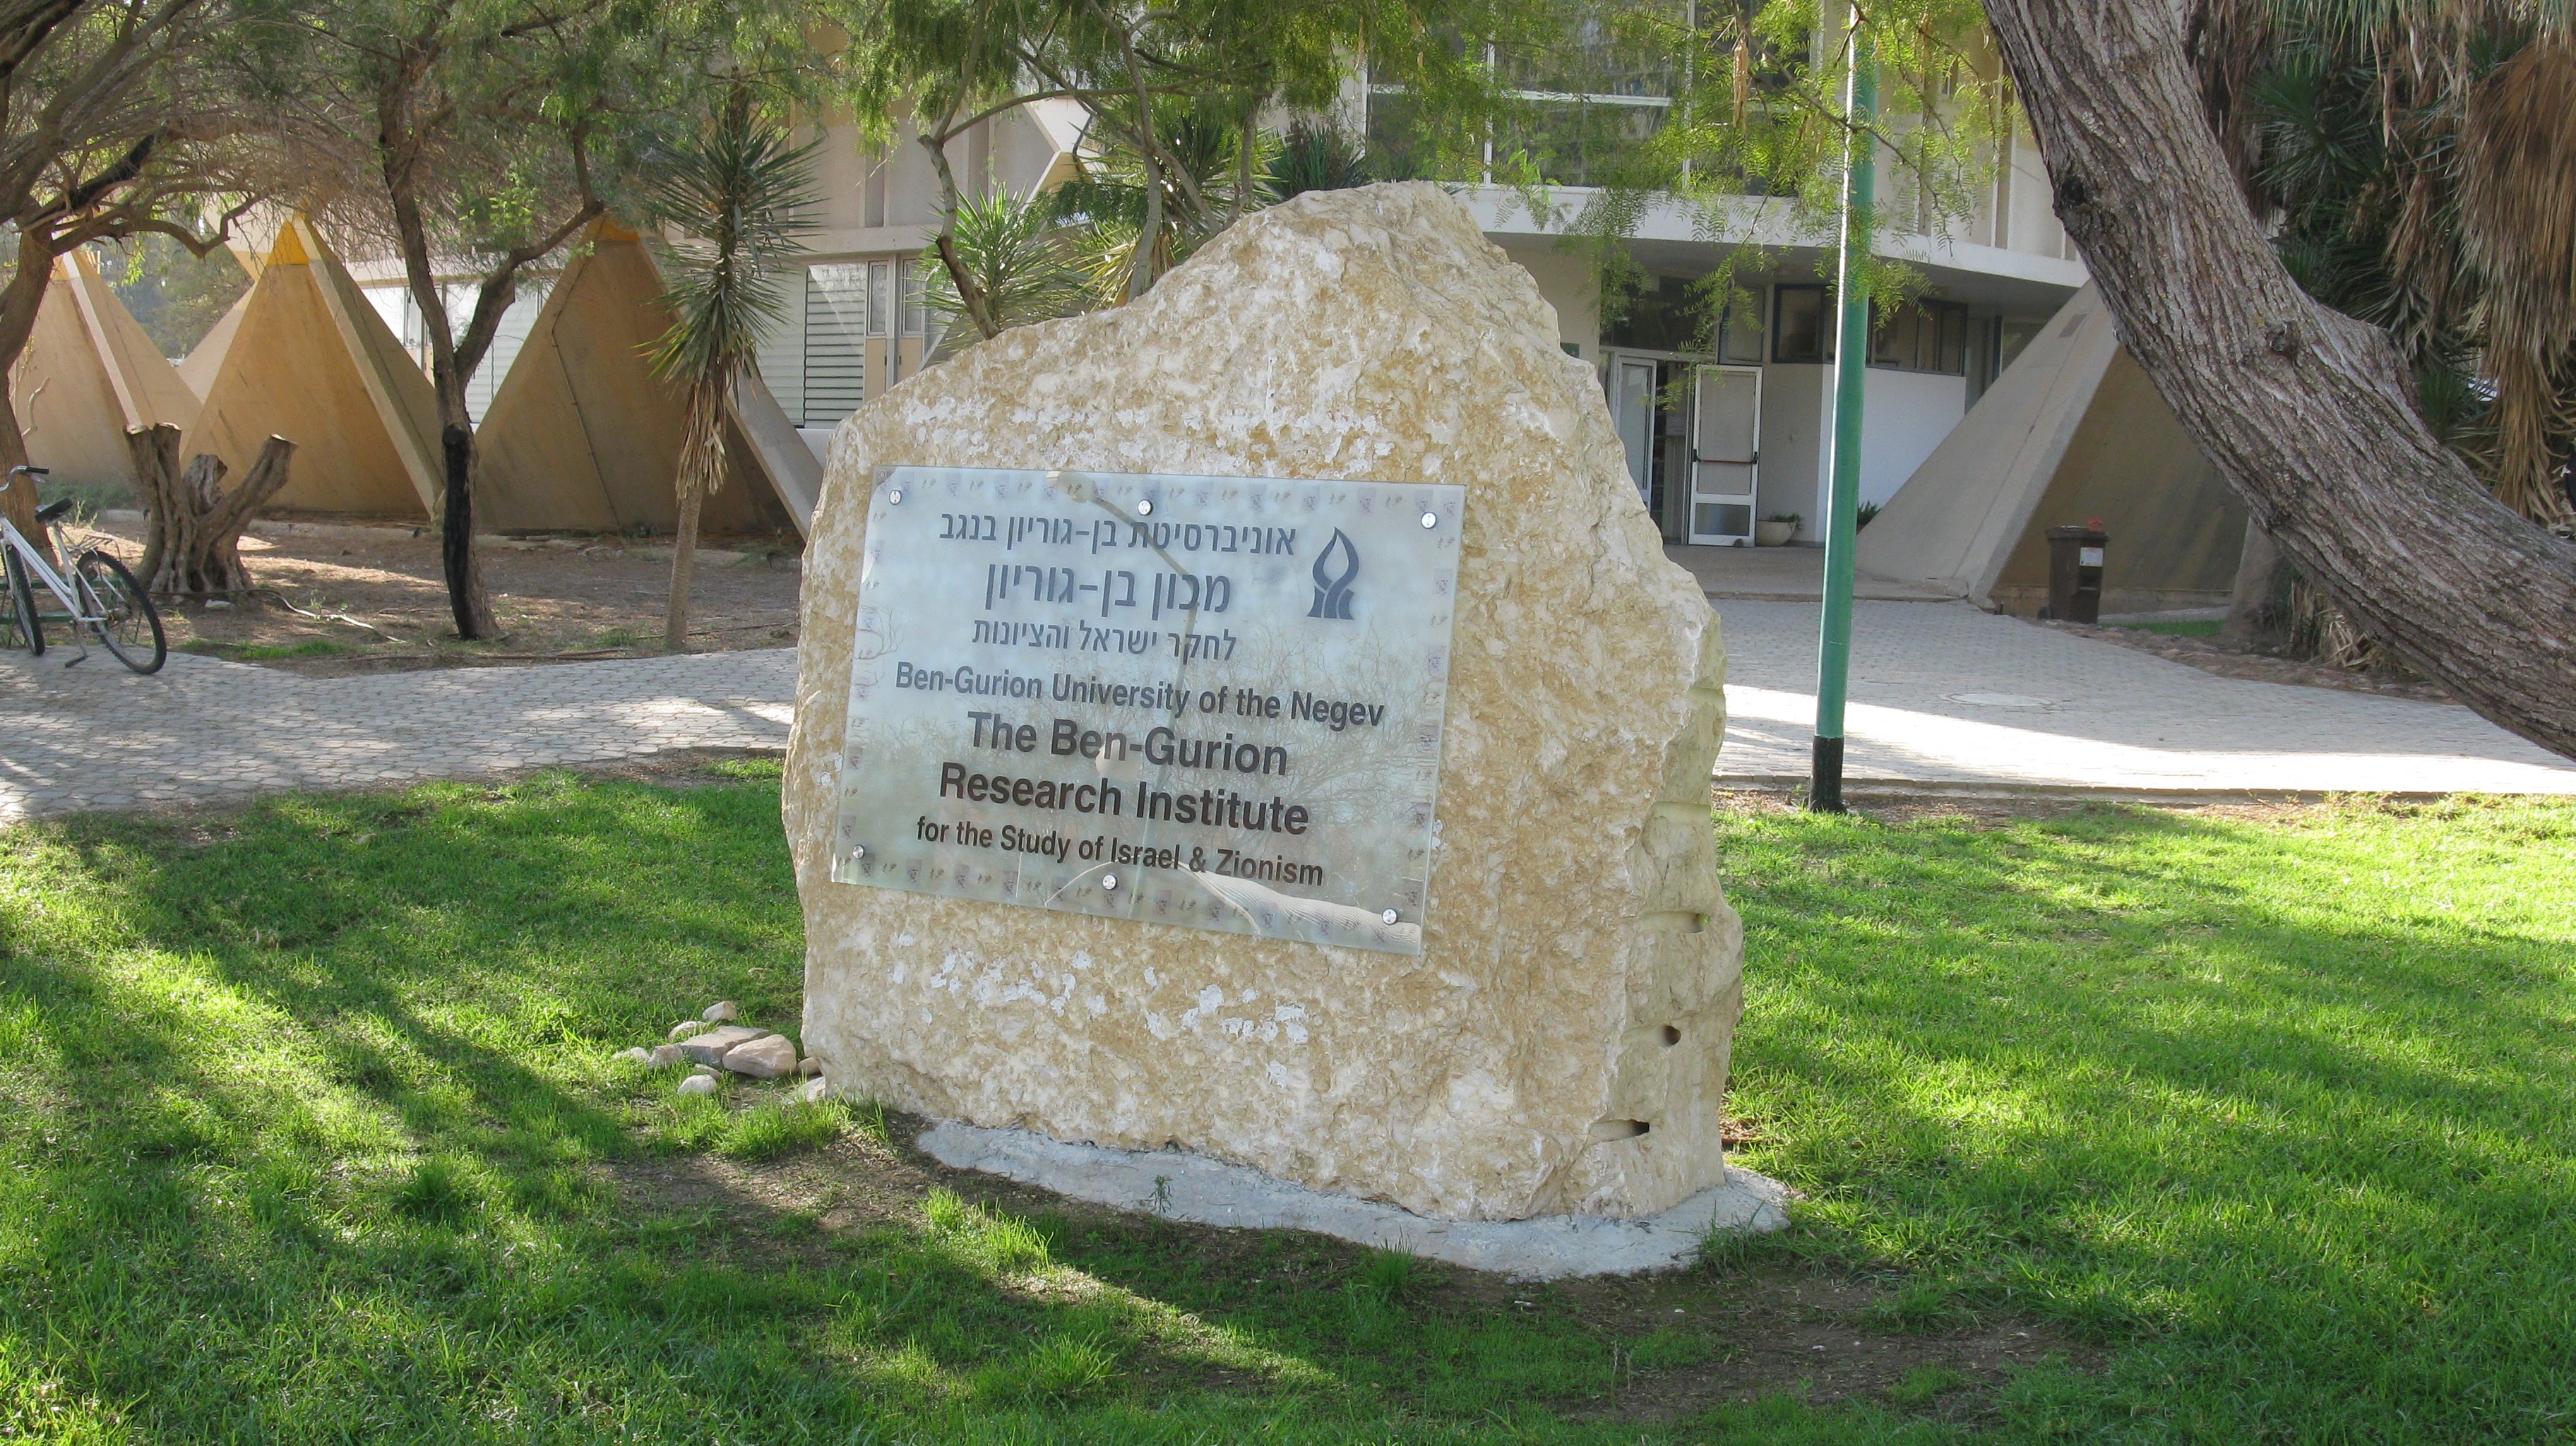 אוניברסיטת בן-גוריון בנגב
מכון בן-גוריון
לחקר ישראל והציונות
Ben-Gurion University of the Negev
The Ben-Gurion
Research Institute
for the Study of Israel & Zionism